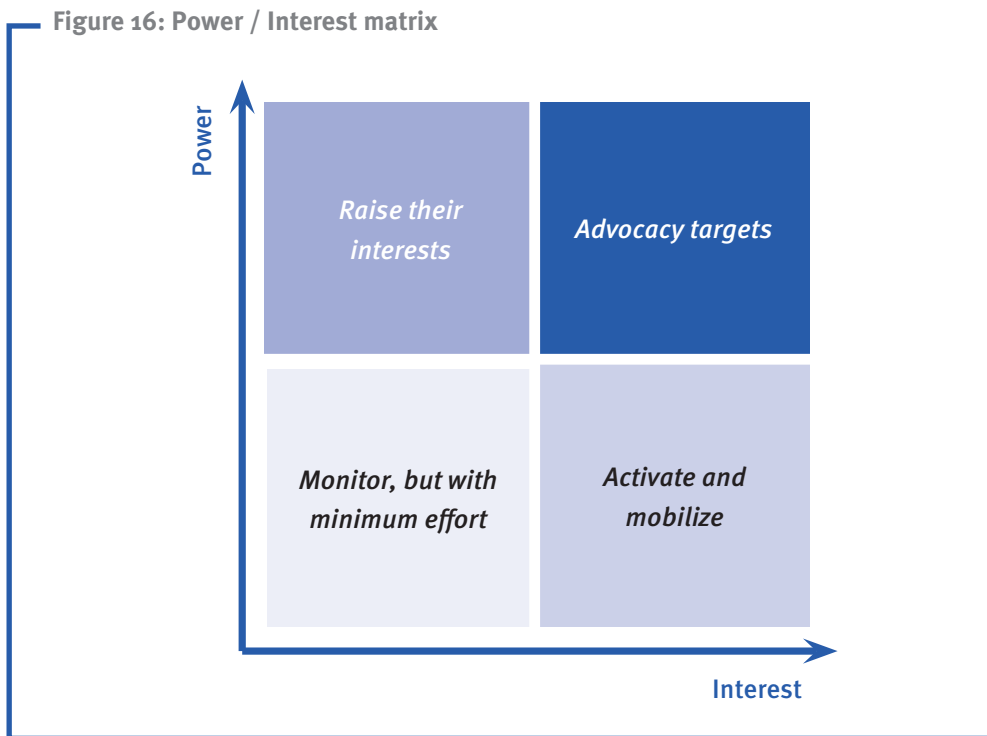 Figure 16: Power / Interest matrix
Power
Raise their
interests
Advocacy targets
Monitor, but with
minimum effort
Activate and
mobilize
Interest